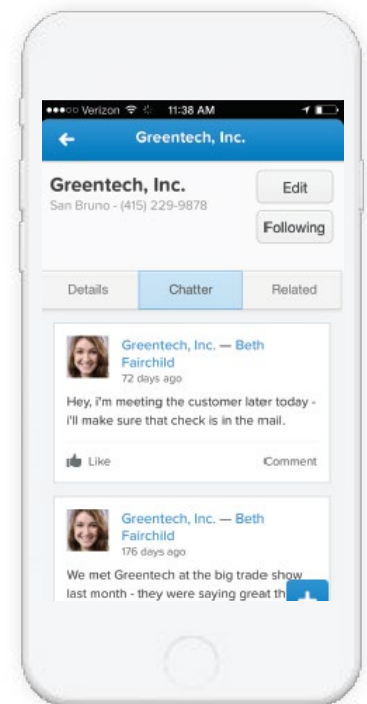 Verizon 11:38 AM
Greentech, Inc.
Greentech, Inc.
San Bruno - (415) 229-9878
Edit
Following
Details Chatter Related
Greentech, Inc. — Beth
Fairchild
72 days ago
Hey, i'm meeting the customer later today -
i'll make sure that check is in the mail.
Like Comment
Greentech, Inc. — Beth
Fairchild
176 days ago
We met Greentech at the big trade show
last month - they were saying great